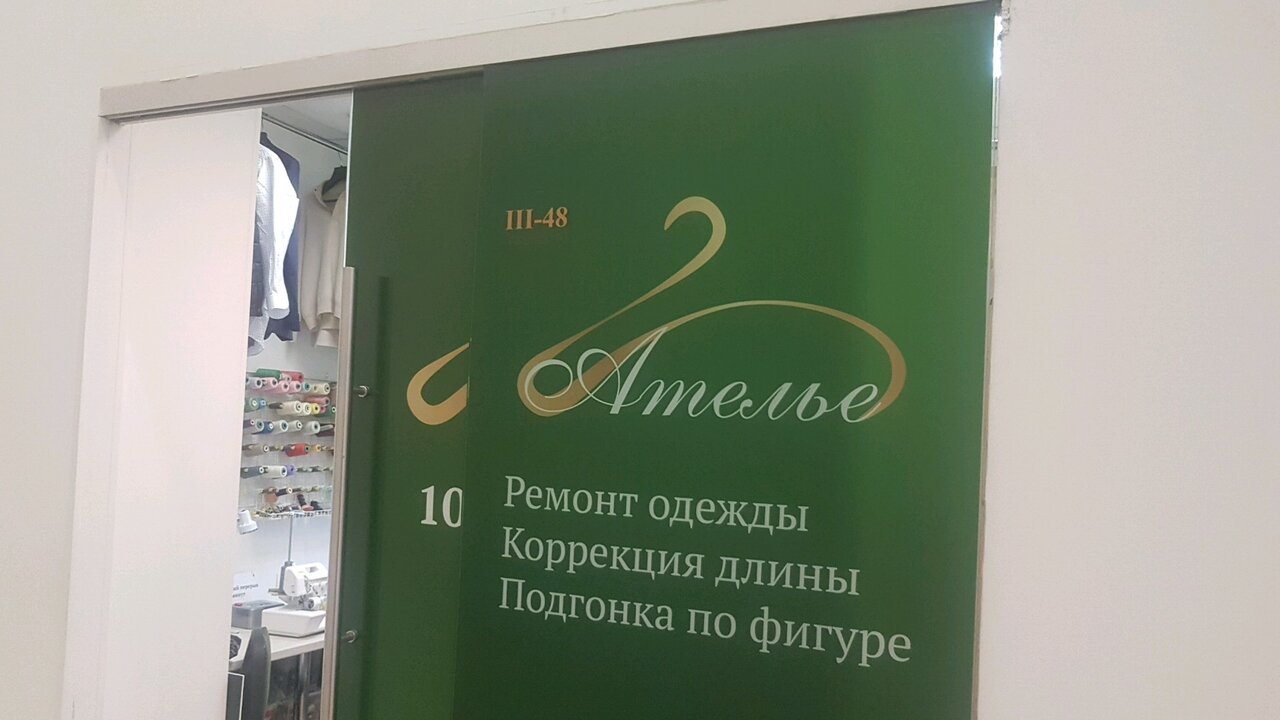 III-48
Ателье
10
Ремонт одежды
Коррекция длины
Подгонка по фигуре